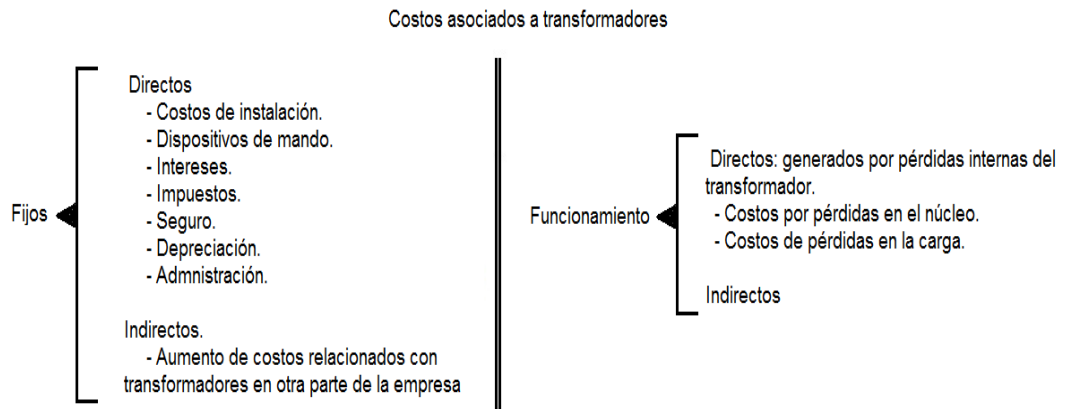 Costos asociados a transformadores
Fijos
Directos
- Costos de instalación.
- Dispositivos de mando.
- Intereses.
- Impuestos.
- Seguro.
- Depreciación.
- Admnistración.
Indirectos.
- Aumento de costos relacionados con
transformadores en otra parte de la empresa
Funcionamiento
Directos: generados por pérdidas internas del
transformador.
- Costos por pérdidas en el núcleo.
- Costos de pérdidas en la carga.
Indirectos